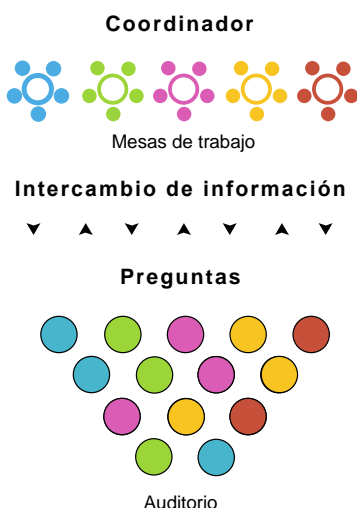 Coordinador
Mesas de trabajo
Intercambio de información
Preguntas
Auditorio